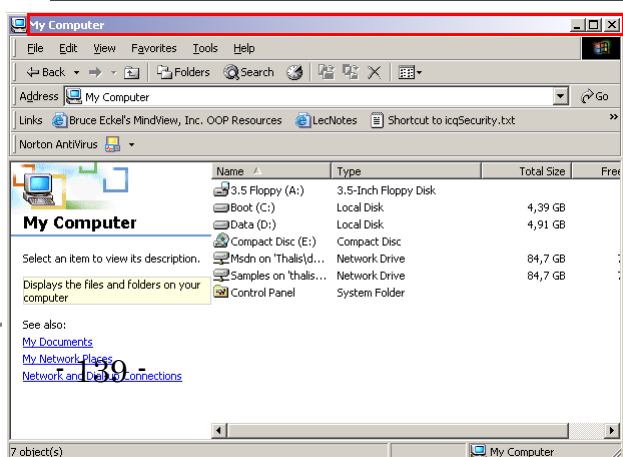 My Computer
File Edit View Favorites Tools Help
Back Folders Search
Address My Computer Go
Links Bruce Eckel's MindView, Inc. OOP Resources LecNotes Shortcut to icqSecurity.txt »
Norton AntiVirus
Name Type Total Size Free
3.5 Floppy (A:) 3.5-Inch Floppy Disk
Boot (C:) Local Disk 4,39 GB
Data (D:) Local Disk 4,91 GB
Compact Disc (E:) Compact Disc
Msdn on 'Thalis\d... Network Drive 84,7 GB
Samples on 'thalis... Network Drive 84,7 GB
Control Panel System Folder
My Computer
Select an item to view its description.
Displays the files and folders on your
computer
See also:
My Documents
My Network Places
Network and Dial-up Connections
- 139 -
7 object(s) My Computer